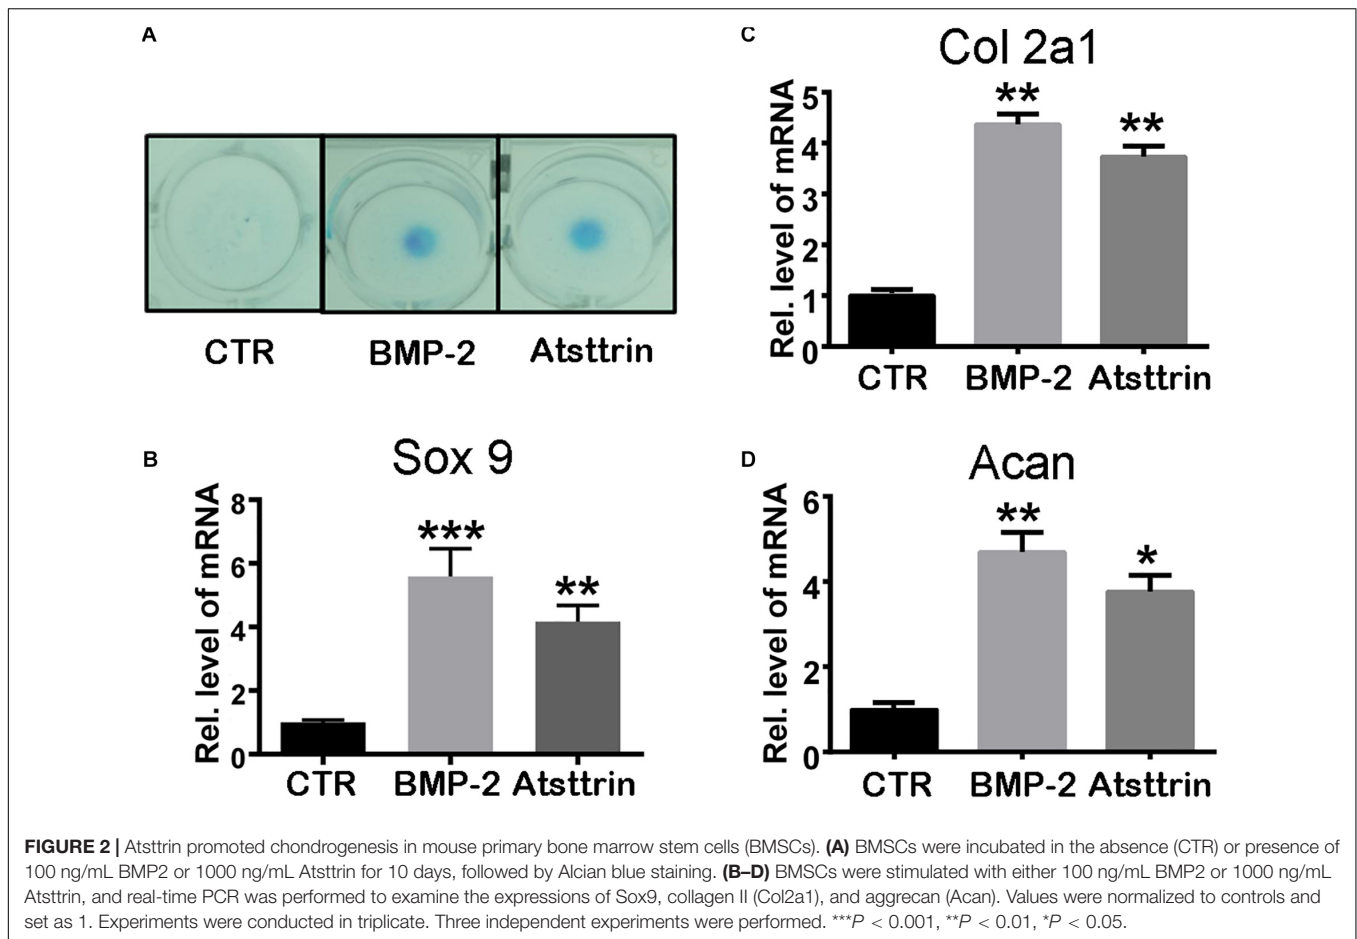 A
CTR
BMP-2
Atsttrin
B
Sox 9
Rel. level of mRNA
8
6
4
2
0
***
**
CTR
BMP-2
Atsttrin
C
Col 2a1
Rel. level of mRNA
5
4
3
2
1
0
**
**
CTR
BMP-2
Atsttrin
D
Acan
Rel. level of mRNA
6
4
2
0
**
*
CTR
BMP-2
Atsttrin
FIGURE 2 | Atsttrin promoted chondrogenesis in mouse primary bone marrow stem cells (BMSCs). (A) BMSCs were incubated in the absence (CTR) or presence of
100 ng/mL BMP2 or 1000 ng/mL Atsttrin for 10 days, followed by Alcian blue staining. (B–D) BMSCs were stimulated with either 100 ng/mL BMP2 or 1000 ng/mL
Atsttrin, and real-time PCR was performed to examine the expressions of Sox9, collagen II (Col2a1), and aggrecan (Acan). Values were normalized to controls and
set as 1. Experiments were conducted in triplicate. Three independent experiments were performed. ***P < 0.001, **P < 0.01, *P < 0.05.